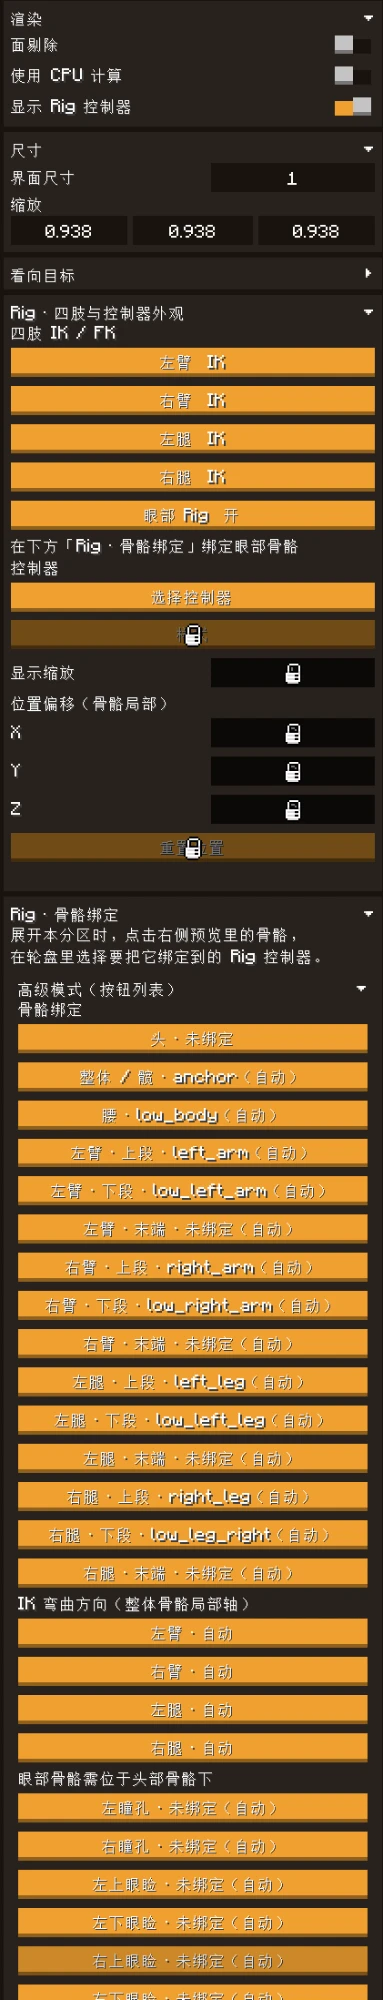 渲染
面剔除
使用 CPU 计算
显示 Rig 控制器
尺寸
界面尺寸 1
缩放
0.938 0.938 0.938
看向目标
Rig · 四肢与控制器外观
四肢 IK / FK
左臂 IK
右臂 IK
左腿 IK
右腿 IK
眼部 Rig 开
在下方「Rig · 骨骼绑定」绑定眼部骨骼
控制器
选择控制器
显示缩放
位置偏移（骨骼局部）
X
Y
Z
重置位置
Rig · 骨骼绑定
展开本分区时，点击右侧预览里的骨骼，
在轮盘里选择要把它绑定到的 Rig 控制器。
高级模式（按钮列表）
骨骼绑定
头 · 未绑定
整体 / 髋 · anchor（自动）
腰 · low_body（自动）
左臂 · 上段 · left_arm（自动）
左臂 · 下段 · low_left_arm（自动）
左臂 · 末端 · 未绑定（自动）
右臂 · 上段 · right_arm（自动）
右臂 · 下段 · low_right_arm（自动）
右臂 · 末端 · 未绑定（自动）
左腿 · 上段 · left_leg（自动）
左腿 · 下段 · low_left_leg（自动）
左腿 · 末端 · 未绑定（自动）
右腿 · 上段 · right_leg（自动）
右腿 · 下段 · low_leg_right（自动）
右腿 · 末端 · 未绑定（自动）
IK 弯曲方向（整体骨骼局部轴）
左臂 · 自动
右臂 · 自动
左腿 · 自动
右腿 · 自动
眼部骨骼需位于头部骨骼下
左瞳孔 · 未绑定（自动）
右瞳孔 · 未绑定（自动）
左上眼睑 · 未绑定（自动）
左下眼睑 · 未绑定（自动）
右上眼睑 · 未绑定（自动）
右下眼睑 · 未绑定（自动）